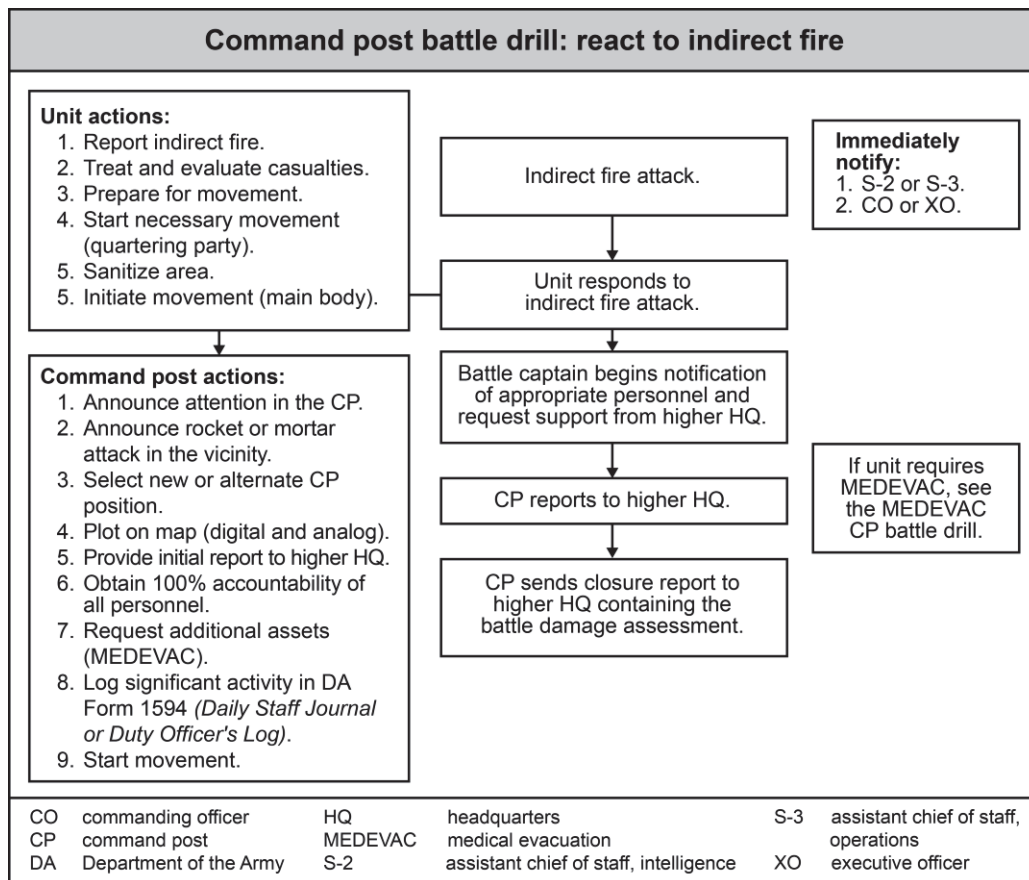 Command post battle drill: react to indirect fire
Unit actions:
1. Report indirect fire.
2. Treat and evaluate casualties.
3. Prepare for movement.
4. Start necessary movement
(quartering party).
5. Sanitize area.
5. Initiate movement (main body).
Command post actions:
1. Announce attention in the CP.
2. Announce rocket or mortar
attack in the vicinity.
3. Select new or alternate CP
position.
4. Plot on map (digital and analog).
5. Provide initial report to higher HQ.
6. Obtain 100% accountability of
all personnel.
7. Request additional assets
(MEDEVAC).
8. Log significant activity in DA
Form 1594 (Daily Staff Journal
or Duty Officer's Log).
9. Start movement.
Indirect fire attack.
Unit responds to
indirect fire attack.
Battle captain begins notification
of appropriate personnel and
request support from higher HQ.
CP reports to higher HQ.
CP sends closure report to
higher HQ containing the
battle damage assessment.
Immediately
notify:
1. S-2 or S-3.
2. CO or XO.
If unit requires
MEDEVAC, see
the MEDEVAC
CP battle drill.
CO commanding officer
CP command post
DA Department of the Army
HQ headquarters
MEDEVAC medical evacuation
S-2 assistant chief of staff, intelligence
S-3 assistant chief of staff,
operations
XO executive officer